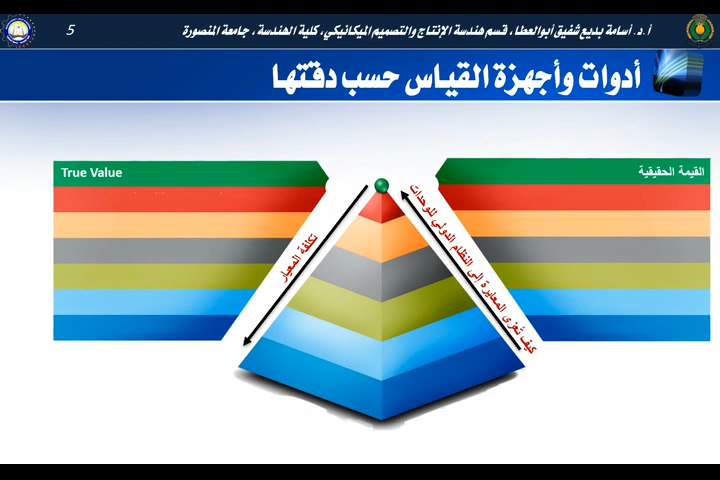 أ.د. أسامة بديع شفيق أبوالعطا ، قسم هندسة الإنتاج والتصميم الميكانيكي، كلية الهندسة ، جامعة المنصورة
5
أدوات وأجهزة القياس حسب دقتها
القيمة الحقيقية
True Value
كيف تُعزى المعايرة إلى النظام الدولي للوحدات
تكلفة المعيار